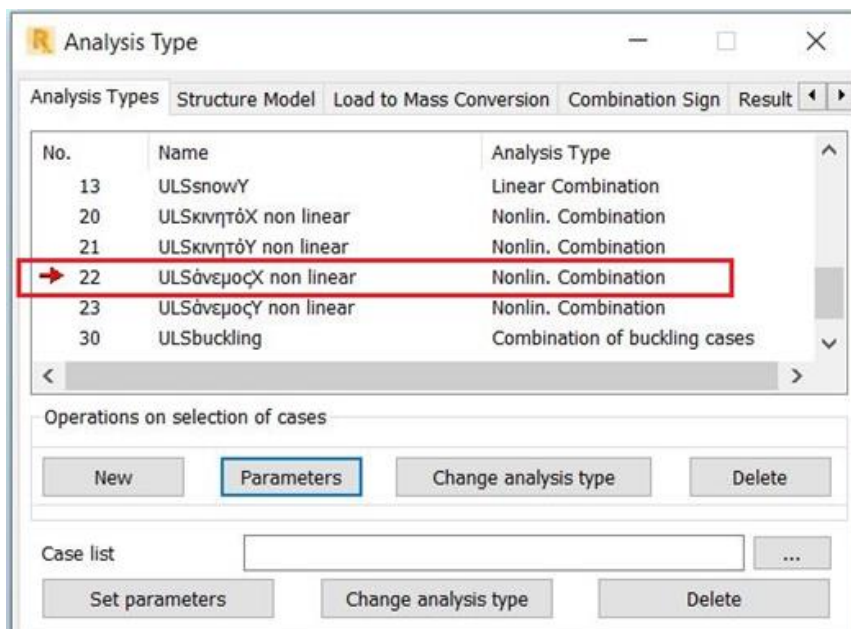 Analysis Type
Analysis Types Structure Model Load to Mass Conversion Combination Sign Result
No. Name Analysis Type
13 ULSsnowY Linear Combination
20 ULSκινητόX non linear Nonlin. Combination
21 ULSκινητόY non linear Nonlin. Combination
22 ULSάνεμοςX non linear Nonlin. Combination
23 ULSάνεμοςY non linear Nonlin. Combination
30 ULSbuckling Combination of buckling cases
Operations on selection of cases
New Parameters Change analysis type Delete
Case list ...
Set parameters Change analysis type Delete